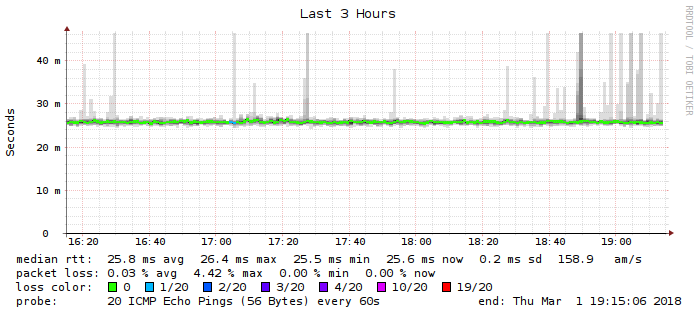 Last 3 Hours
RRDTOOL / TOBI OETIKER
Seconds
40 m
30 m
20 m
10 m
0
16:20 16:40 17:00 17:20 17:40 18:00 18:20 18:40 19:00
median rtt: 25.8 ms avg 26.4 ms max 25.5 ms min 25.6 ms now 0.2 ms sd 158.9 am/s
packet loss: 0.03 % avg 4.42 % max 0.00 % min 0.00 % now
loss color: 0 1/20 2/20 3/20 4/20 10/20 19/20
probe: 20 ICMP Echo Pings (56 Bytes) every 60s end: Thu Mar 1 19:15:06 2018